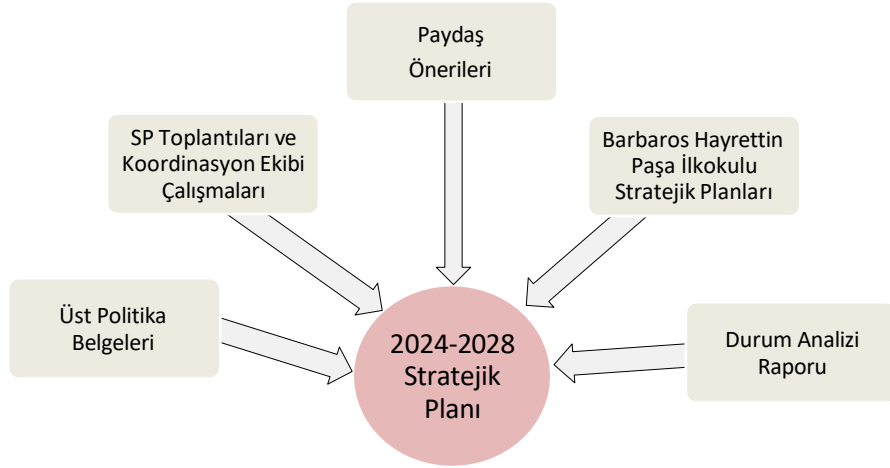 Paydaş
Önerileri
SP Toplantıları ve
Koordinasyon Ekibi
Çalışmaları
Barbaros Hayrettin
Paşa İlkokulu
Stratejik Planları
Üst Politika
Belgeleri
2024-2028
Stratejik
Planı
Durum Analizi
Raporu